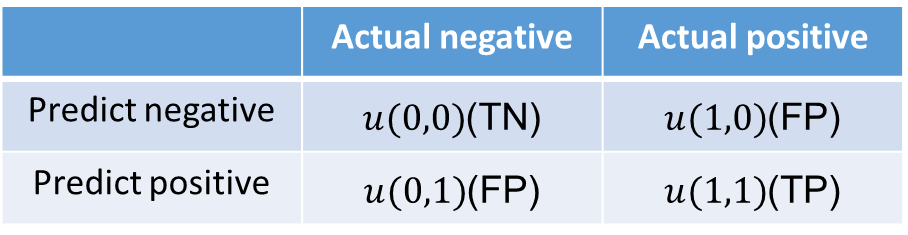 Actual negative Actual positive
Predict negative u(0,0)(TN) u(1,0)(FP)
Predict positive u(0,1)(FP) u(1,1)(TP)